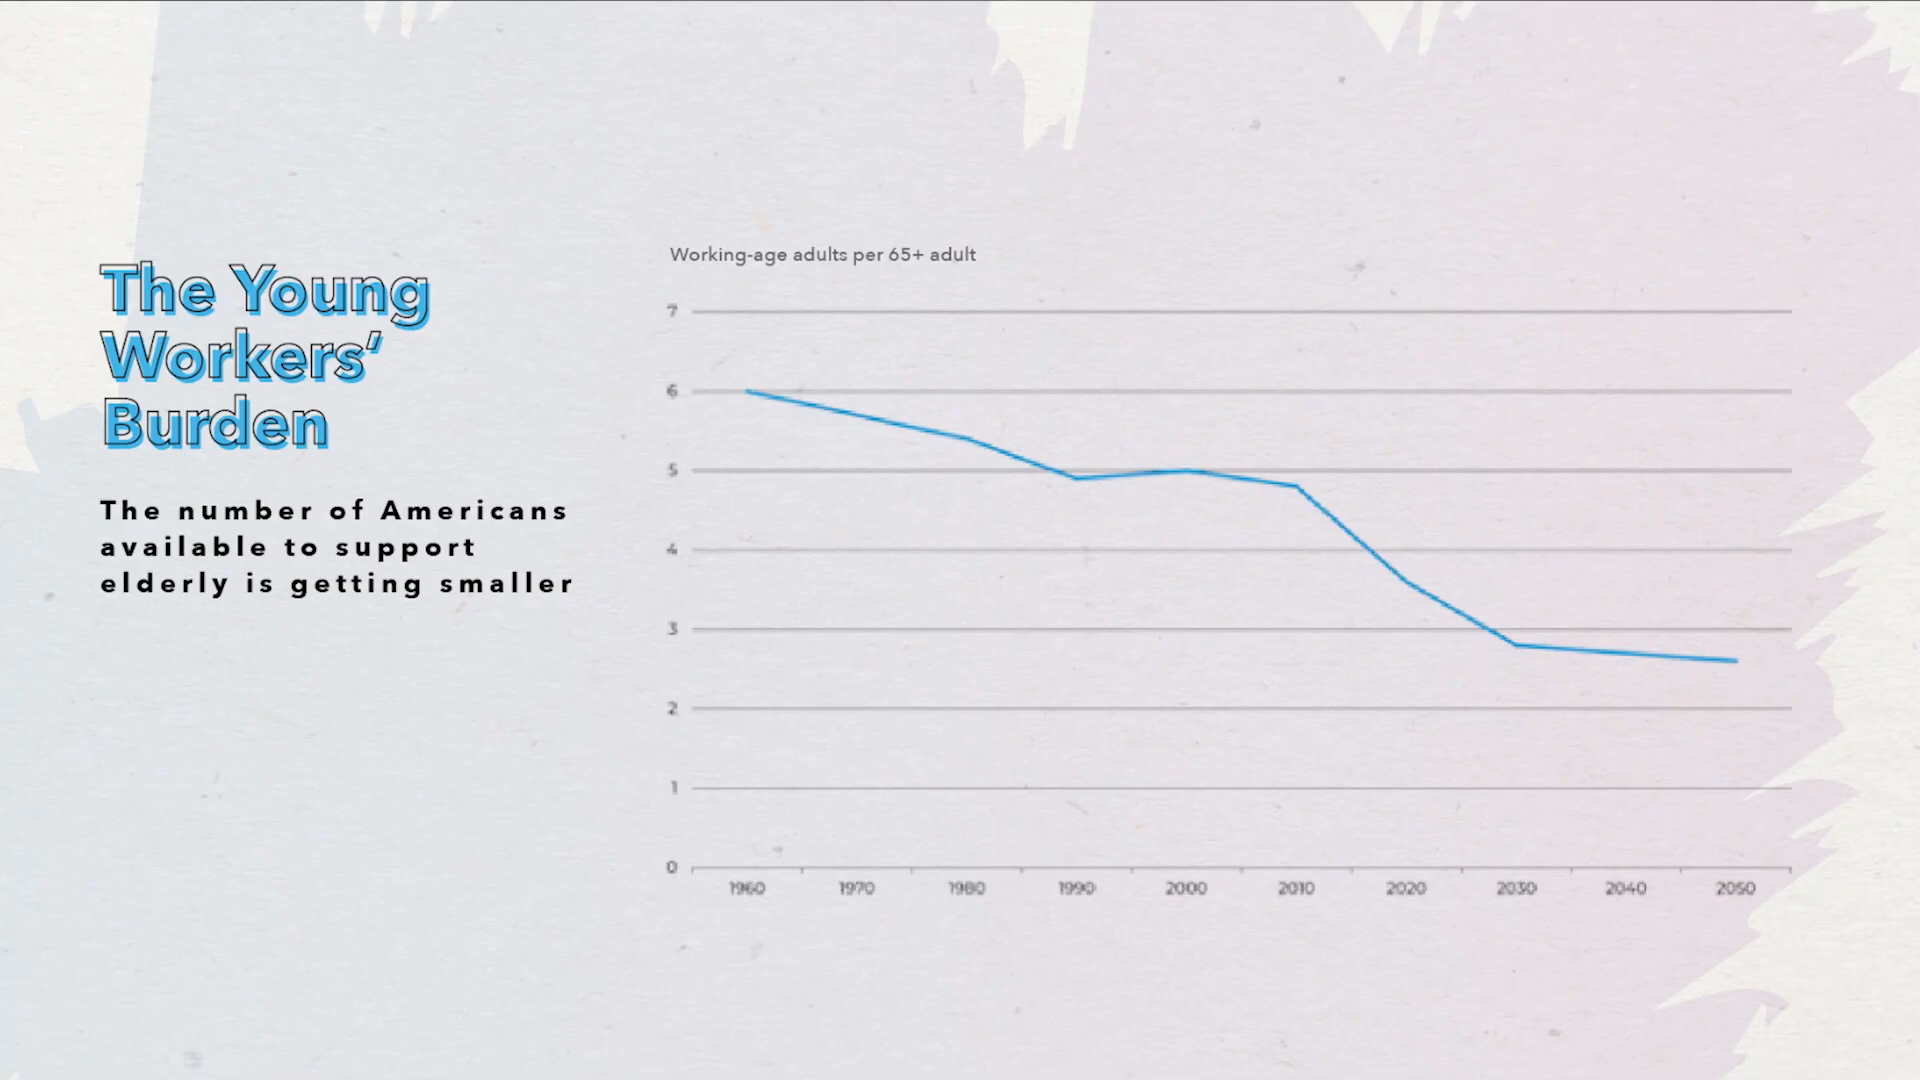 The Young
Workers’
Burden
The number of Americans
available to support
elderly is getting smaller
Working-age adults per 65+ adult
7
6
5
4
3
2
1
0
1960 1970 1980 1990 2000 2010 2020 2030 2040 2050